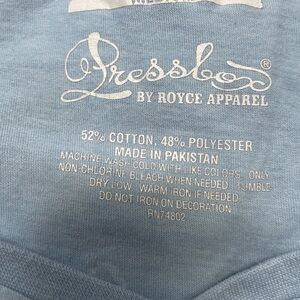 Pressbox®
BY ROYCE APPAREL
52% COTTON, 48% POLYESTER
MADE IN PAKISTAN
MACHINE WASH COLD WITH LIKE COLORS ONLY
NON-CHLORINE BLEACH WHEN NEEDED TUMBLE
DRY LOW WARM IRON IF NEEDED
DO NOT IRON ON DECORATION
RN74802